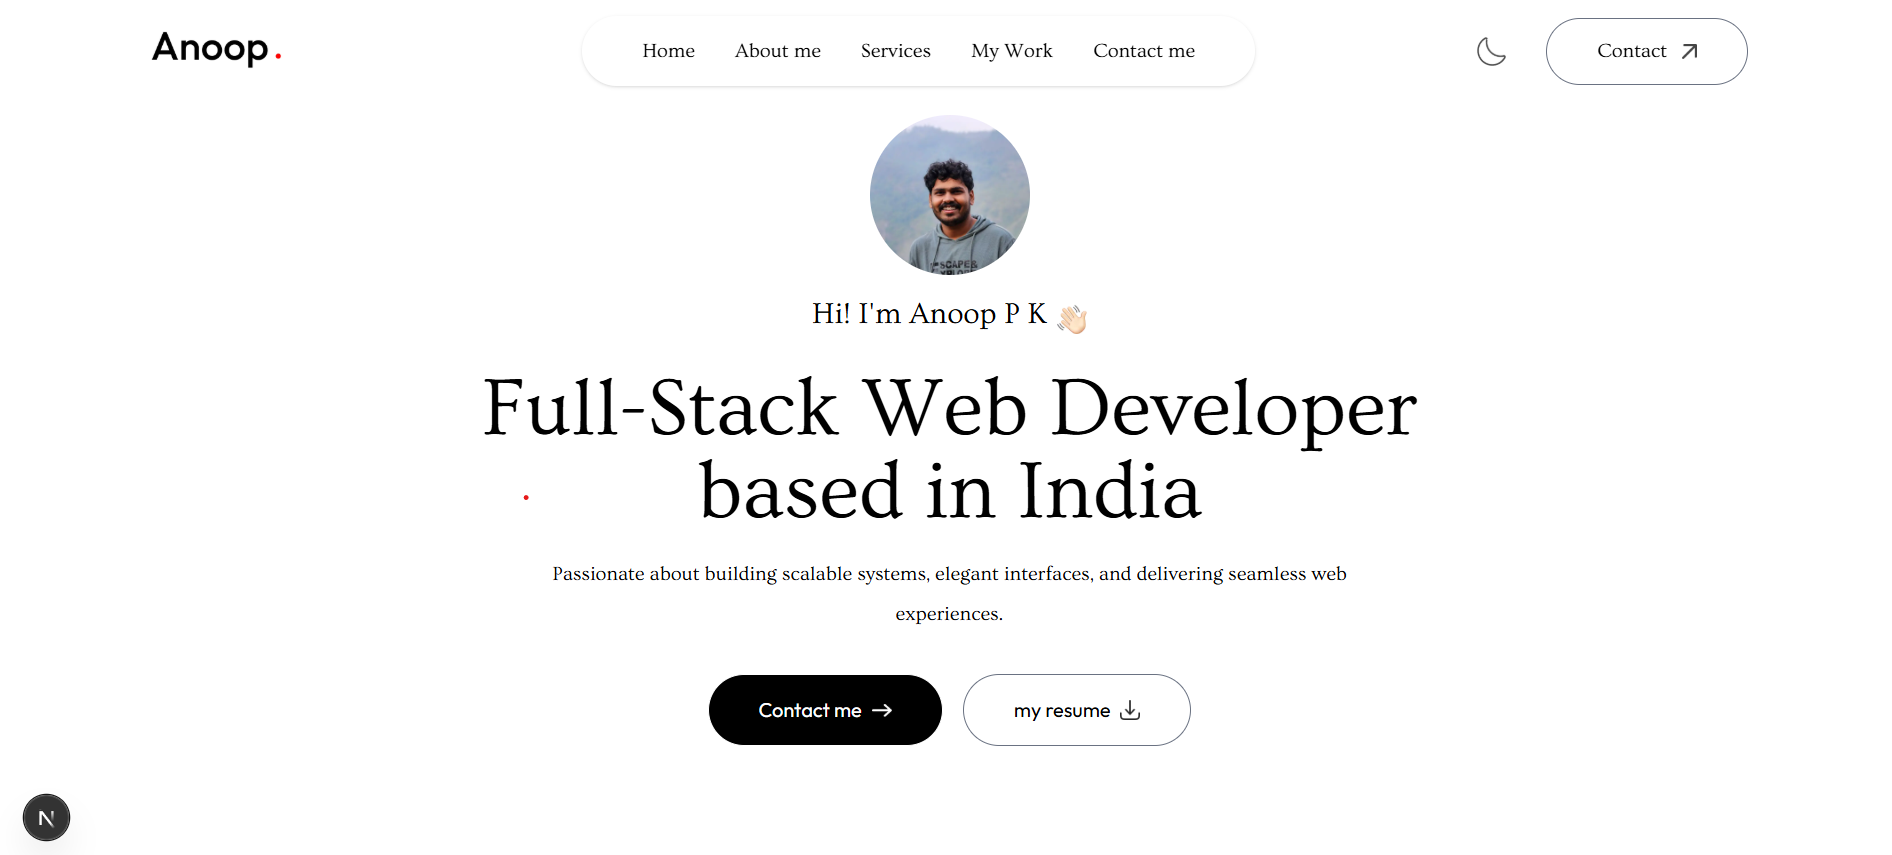 Anoop.
Home About me Services My Work Contact me
Contact
Hi! I'm Anoop P K 👋🏻
Full-Stack Web Developer
based in India
Passionate about building scalable systems, elegant interfaces, and delivering seamless web
experiences.
Contact me →
my resume
N